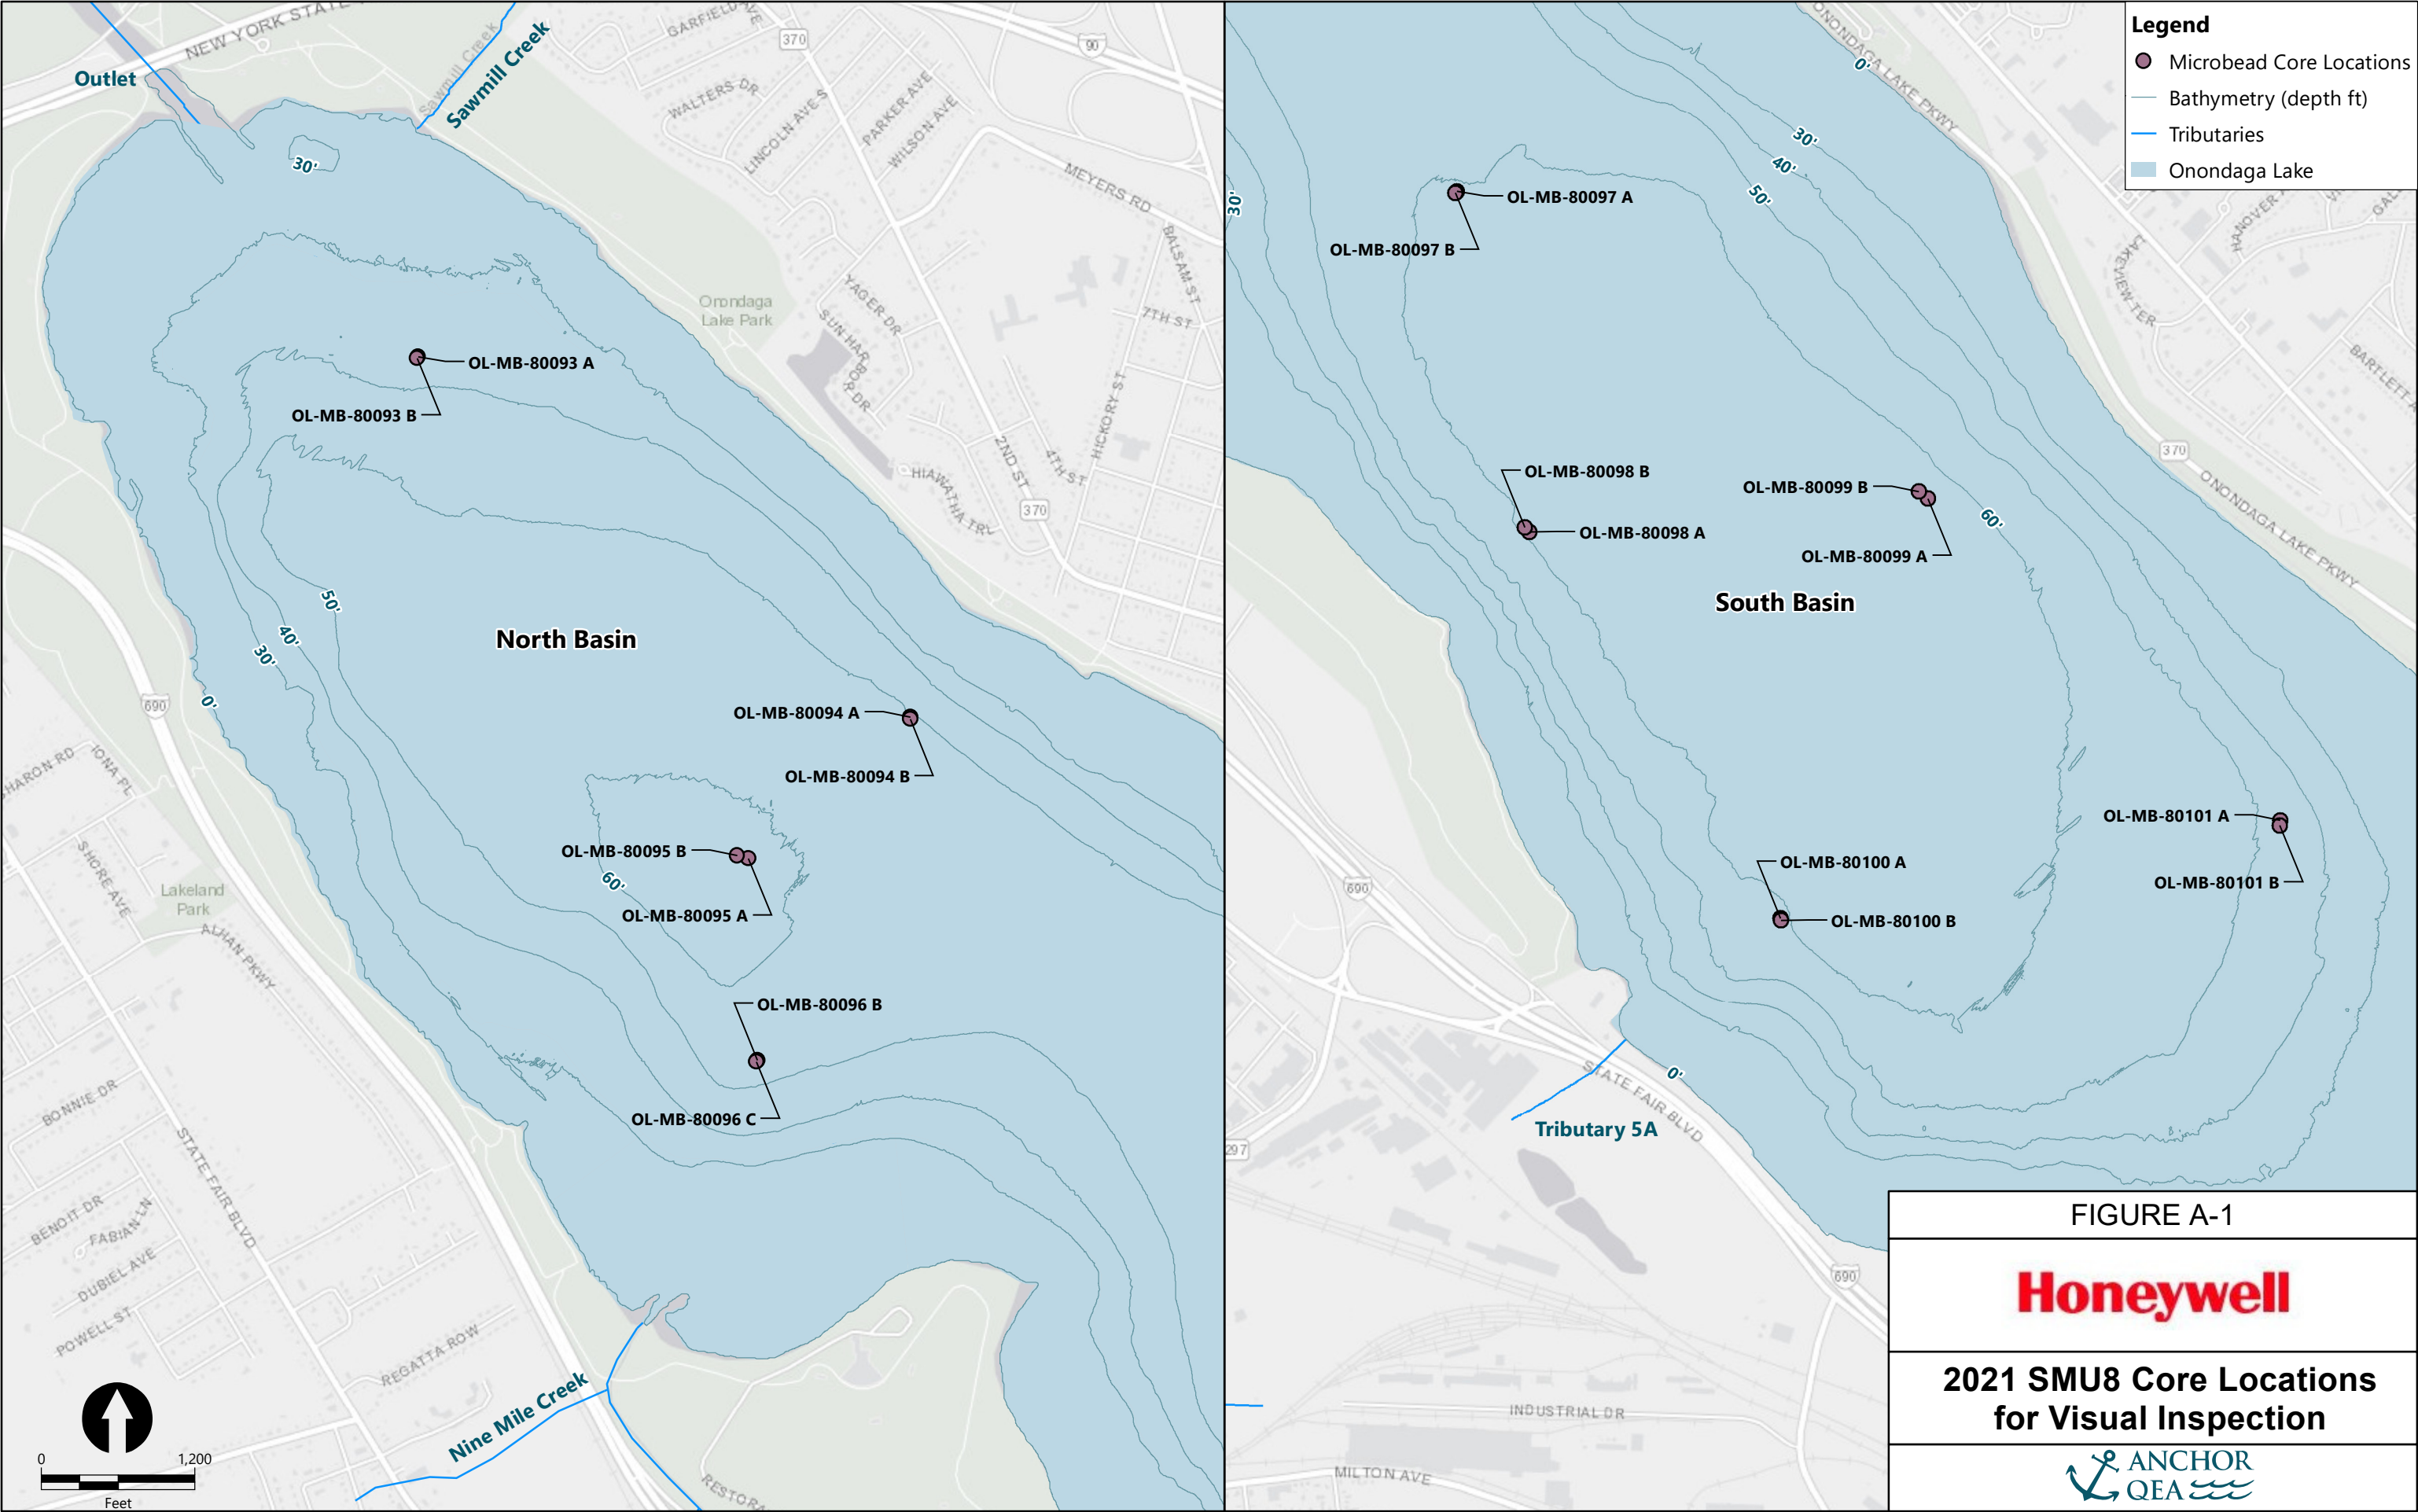 NEW YORK STATE
Outlet
Sawmill Creek
Sawmill Creek
GARFIELD AVE
370
90
WALTERS DR
LINCOLN AVE S
PARKER AVE
WILSON AVE
MEYERS RD
BALSAM ST
7TH ST
30'
Onondaga
Lake Park
YAGER DR
SUN HARBOR DR
HICKORY ST
2ND ST
4TH ST
HIAWATHA TRL
370
OL-MB-80093 A
OL-MB-80093 B
50'
40'
30'
0'
North Basin
690
OL-MB-80094 A
OL-MB-80094 B
OL-MB-80095 B
60'
OL-MB-80095 A
OL-MB-80096 B
OL-MB-80096 C
SHARON RD
IONA PL
SHORE AVE
Lakeland
Park
ALHAN PKWY
BONNIE DR
STATE FAIR BLVD
BENOIT DR
FABIAN LN
DUBIEL AVE
POWELL ST
REGATTA ROW
Nine Mile Creek
RESTORA
0
1,200
Feet
30'
ONONDAGA LAKE PKWY
0'
30'
40'
50'
OL-MB-80097 A
OL-MB-80097 B
OL-MB-80098 B
OL-MB-80098 A
OL-MB-80099 B
OL-MB-80099 A
60'
South Basin
HANOVER
LAKEVIEW TER
BARTLETT A
370
ONONDAGA LAKE PKWY
OL-MB-80101 A
OL-MB-80101 B
OL-MB-80100 A
OL-MB-80100 B
690
0'
STATE FAIR BLVD
Tributary 5A
297
690
INDUSTRIAL DR
MILTON AVE
Legend
Microbead Core Locations
Bathymetry (depth ft)
Tributaries
Onondaga Lake
FIGURE A-1
Honeywell
2021 SMU8 Core Locations
for Visual Inspection
ANCHOR
QEA